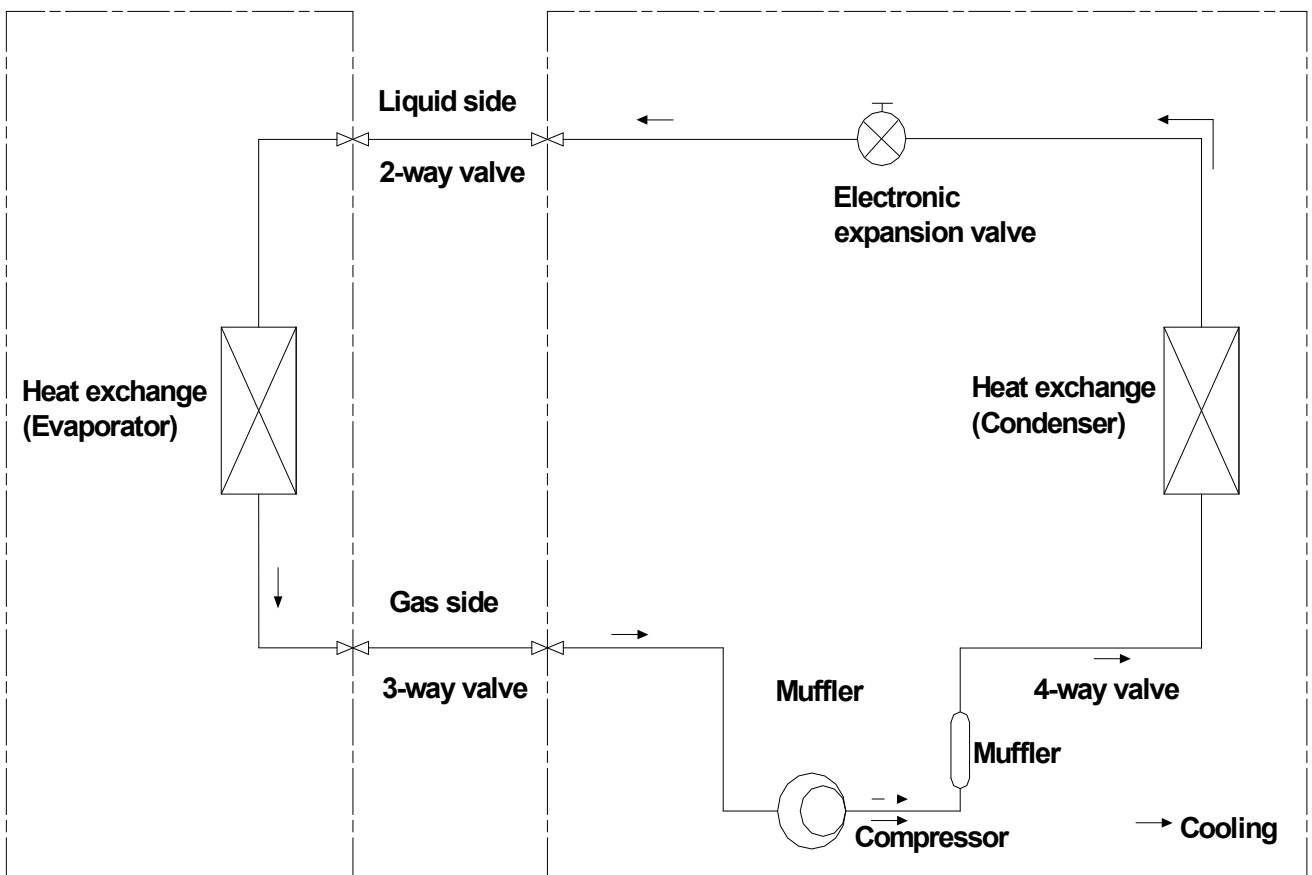 Liquid side
2-way valve
Electronic
expansion valve
Heat exchange
(Evaporator)
Heat exchange
(Condenser)
Gas side
3-way valve
Muffler
4-way valve
Muffler
Compressor
Cooling